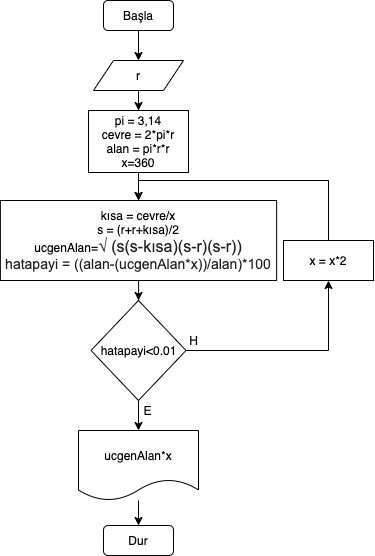 Başla
r
pi = 3,14
cevre = 2*pi*r
alan = pi*r*r
x=360
kısa = cevre/x
s = (r+r+kısa)/2
ucgenAlan=√ (s(s-kısa)(s-r)(s-r))
hatapayi = ((alan-(ucgenAlan*x))/alan)*100
x = x*2
hatapayi<0.01
H
E
ucgenAlan*x
Dur